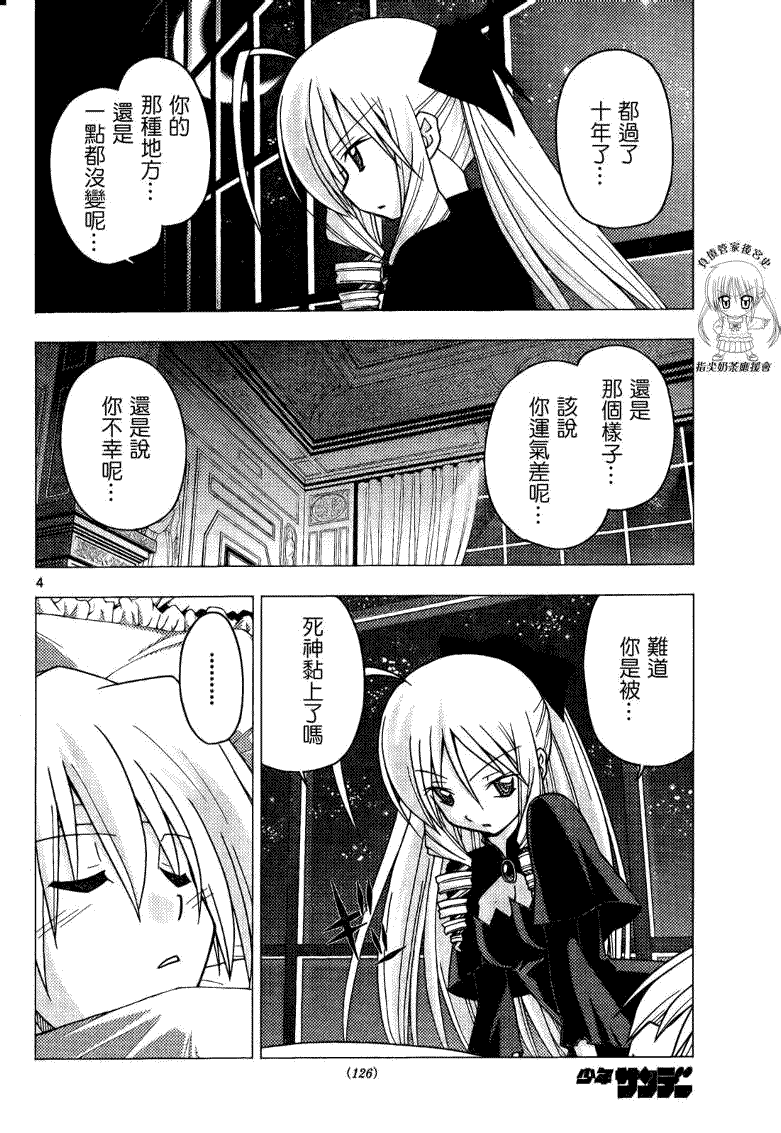 都過了
十年了…
你的
那種地方…
還是
一點都沒變呢…
負債管家後宮史
指尖奶茶應援會
還是
那個樣子…
該說
你運氣差呢…
還是說
你不幸呢…
4
難道
你是被…
死神黏上了嗎
………
(126)
少年サンデー